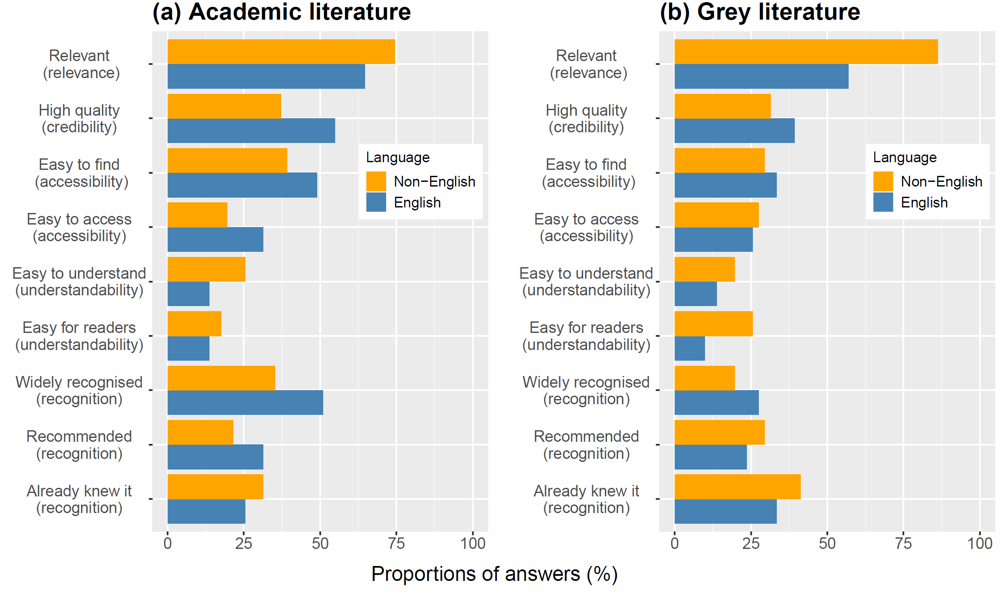 (a) Academic literature
Relevant
(relevance)
High quality
(credibility)
Easy to find
(accessibility)
Easy to access
(accessibility)
Easy to understand
(understandability)
Easy for readers
(understandability)
Widely recognised
(recognition)
Recommended
(recognition)
Already knew it
(recognition)
Language
Non−English
English
0 25 50 75 100
(b) Grey literature
Relevant
(relevance)
High quality
(credibility)
Easy to find
(accessibility)
Easy to access
(accessibility)
Easy to understand
(understandability)
Easy for readers
(understandability)
Widely recognised
(recognition)
Recommended
(recognition)
Already knew it
(recognition)
Language
Non−English
English
0 25 50 75 100
Proportions of answers (%)